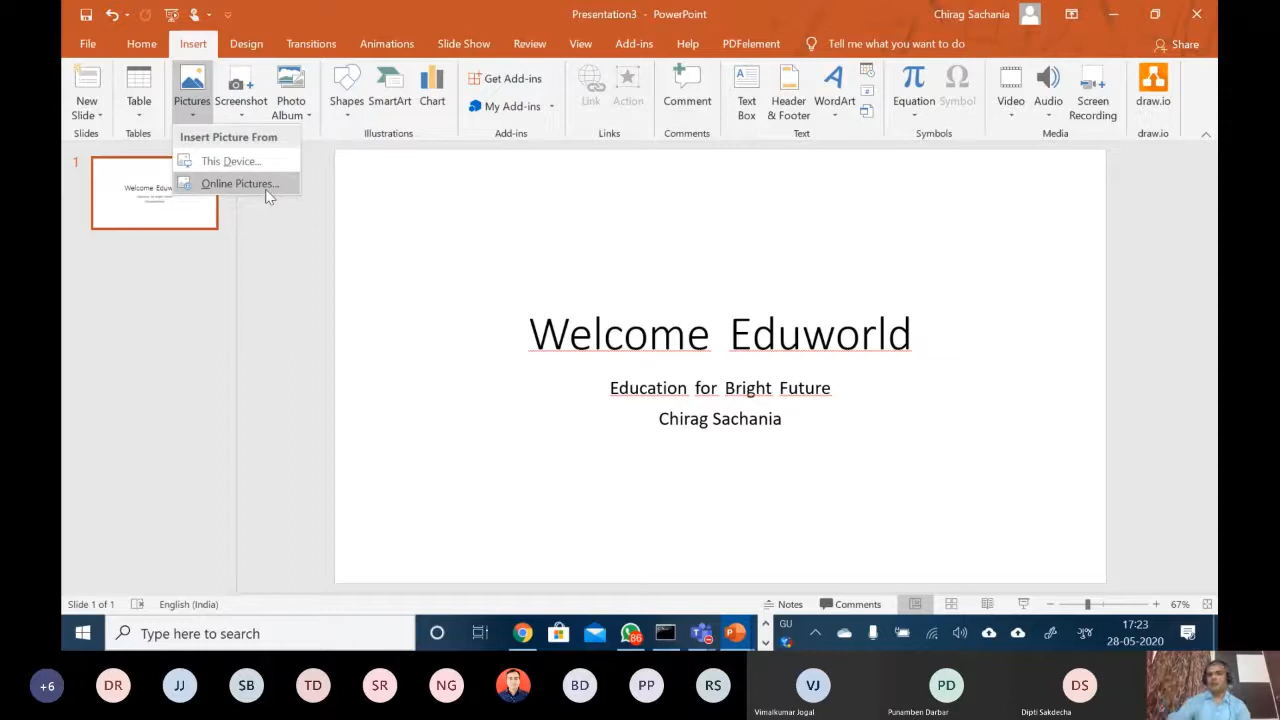 Presentation3 - PowerPoint
Chirag Sachania
File Home Insert Design Transitions Animations Slide Show Review View Add-ins Help PDFelement Tell me what you want to do Share
New Slide
Table
Pictures
Screenshot
Photo Album
Shapes
SmartArt
Chart
Get Add-ins
My Add-ins
Link
Action
Comment
Text Box
Header & Footer
WordArt
Equation
Symbol
Video
Audio
Screen Recording
draw.io
Slides Tables Illustrations Add-ins Links Comments Text Symbols Media draw.io
Insert Picture From
This Device...
Online Pictures...
1
Welcome Eduworld
Education for Bright Future
Chirag Sachania
Slide 1 of 1 English (India) Notes Comments 67%
Type here to search
86
GU
17:23
28-05-2020
+6 DR JJ SB TD SR NG BD PP RS VJ PD DS
Vimalkumar Jogal Punamben Darbar Dipti Sakdecha